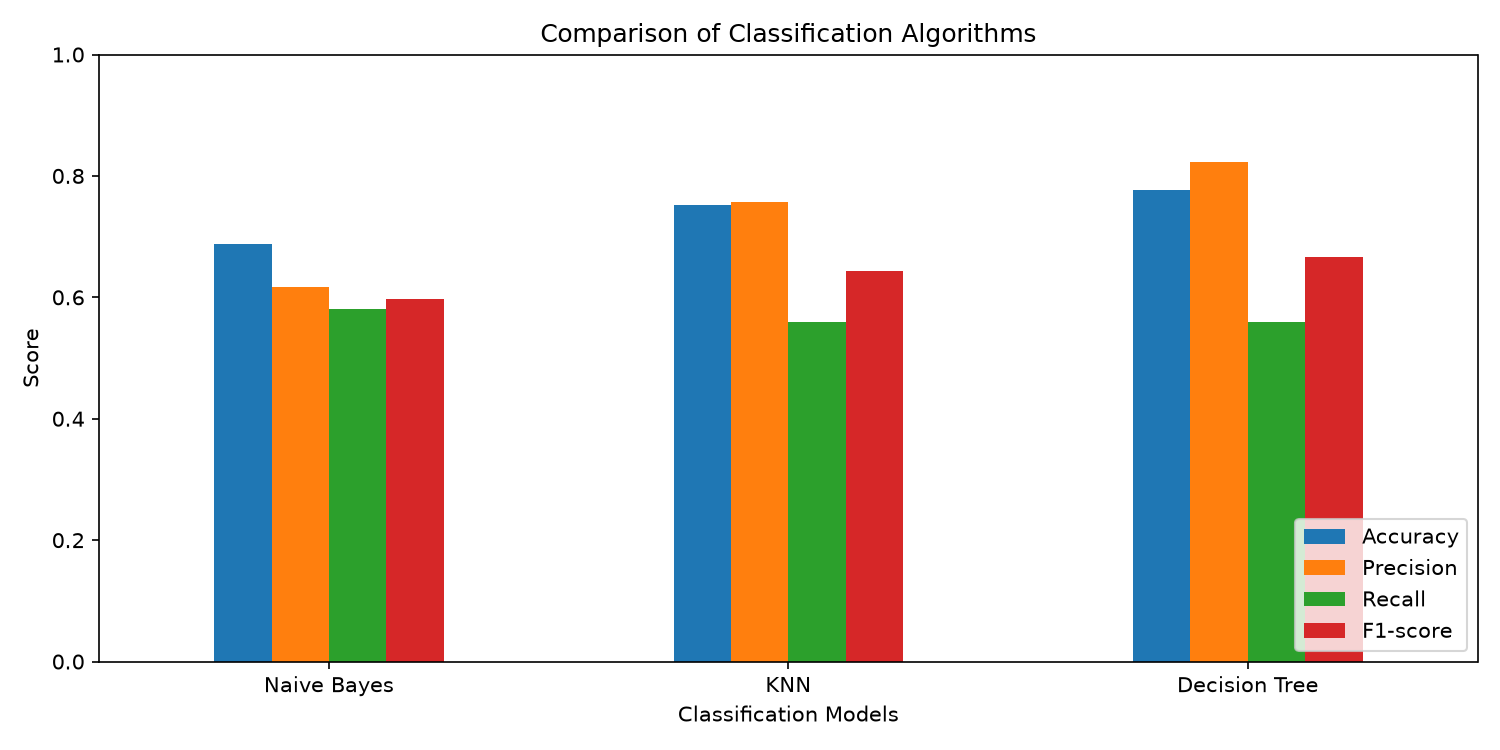 Comparison of Classification Algorithms
1.0
0.8
0.6
0.4
0.2
0.0
Score
Naive Bayes
KNN
Decision Tree
Classification Models
Accuracy
Precision
Recall
F1-score